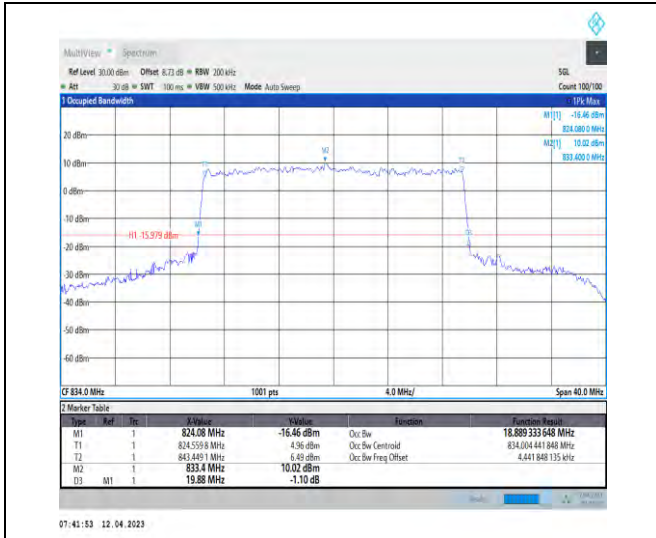 MultiView Spectrum
Ref Level 30.00 dBm Offset 8.73 dB RBW 200 kHz SGL
Att 30 dB SWT 100 ms VBW 500 kHz Mode Auto Sweep Count 100/100
1 Occupied Bandwidth 1Pk Max
M1[1] -16.46 dBm
824.080 0 MHz
M2[1] 10.02 dBm
833.400 0 MHz
20 dBm
M2
T1 T2
10 dBm
0 dBm
-10 dBm
M1
H1 -15.979 dBm D3
-20 dBm
-30 dBm
-40 dBm
-50 dBm
-60 dBm
CF 834.0 MHz 1001 pts 4.0 MHz/ Span 40.0 MHz
2 Marker Table
Type Ref Trc X-Value Y-Value Function Function Result
M1 1 824.08 MHz -16.46 dBm Occ Bw 18.889 333 648 MHz
T1 1 824.559 8 MHz 4.96 dBm Occ Bw Centroid 834.004 441 848 MHz
T2 1 843.449 1 MHz 6.49 dBm Occ Bw Freq Offset 4.441 848 135 kHz
M2 1 833.4 MHz 10.02 dBm
D3 M1 1 19.88 MHz -1.10 dB
07:41:53 12.04.2023